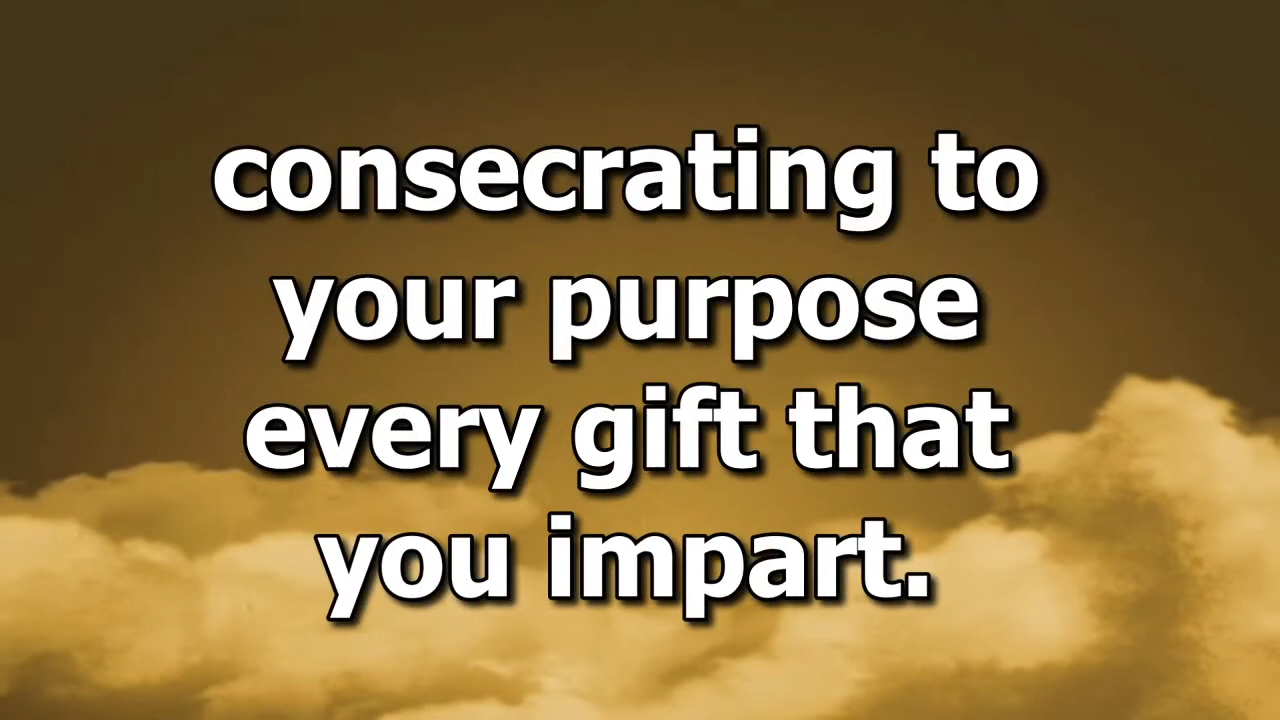 consecrating to
your purpose
every gift that
you impart.